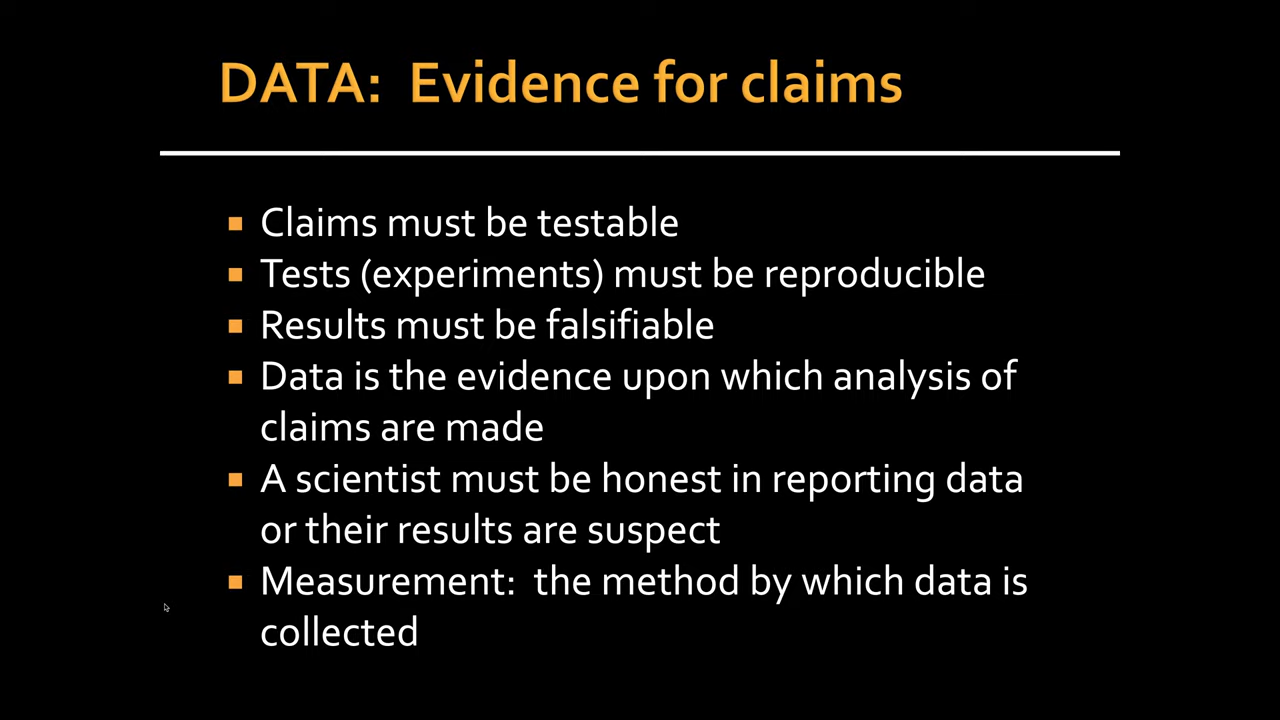 DATA:  Evidence for claims
Claims must be testable
Tests (experiments) must be reproducible
Results must be falsifiable
Data is the evidence upon which analysis of
claims are made
A scientist must be honest in reporting data
or their results are suspect
Measurement:  the method by which data is
collected